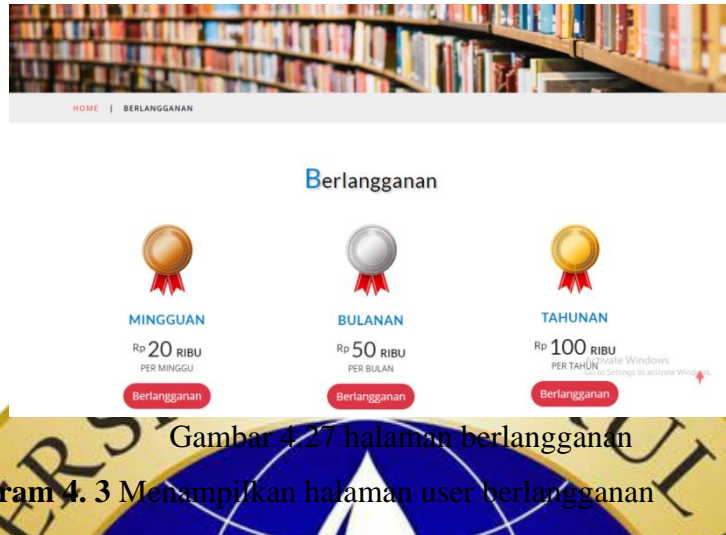 HOME | BERLANGGANAN
Berlangganan
MINGGUAN
Rp 20 RIBU
PER MINGGU
Berlangganan
BULANAN
Rp 50 RIBU
PER BULAN
Berlangganan
TAHUNAN
Rp 100 RIBU
PER TAHUN
Berlangganan
Activate Windows
Go to Settings to activate Windows.
Gambar 4.27 halaman berlangganan
ram 4. 3 Menampilkan halaman user berlangganan
ERSI
UL